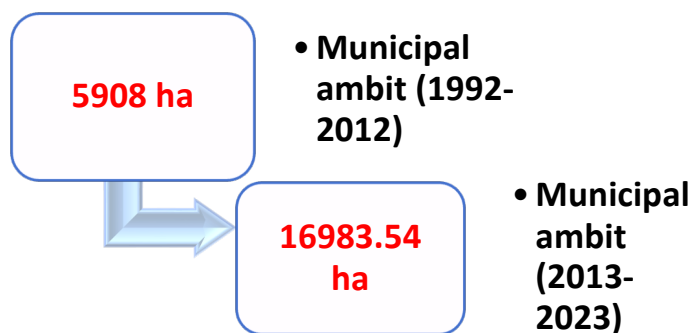 5908 ha
• Municipal
ambit (1992-
2012)
16983.54
ha
• Municipal
ambit
(2013-
2023)